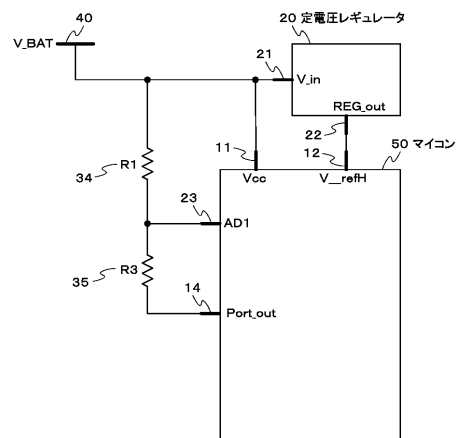 40
V_BAT
20 定電圧レギュレータ
21
V_in
REG_out
22
50 マイコン
11
12
Vcc
V__refH
R1
34
23
AD1
R3
35
14
Port_out